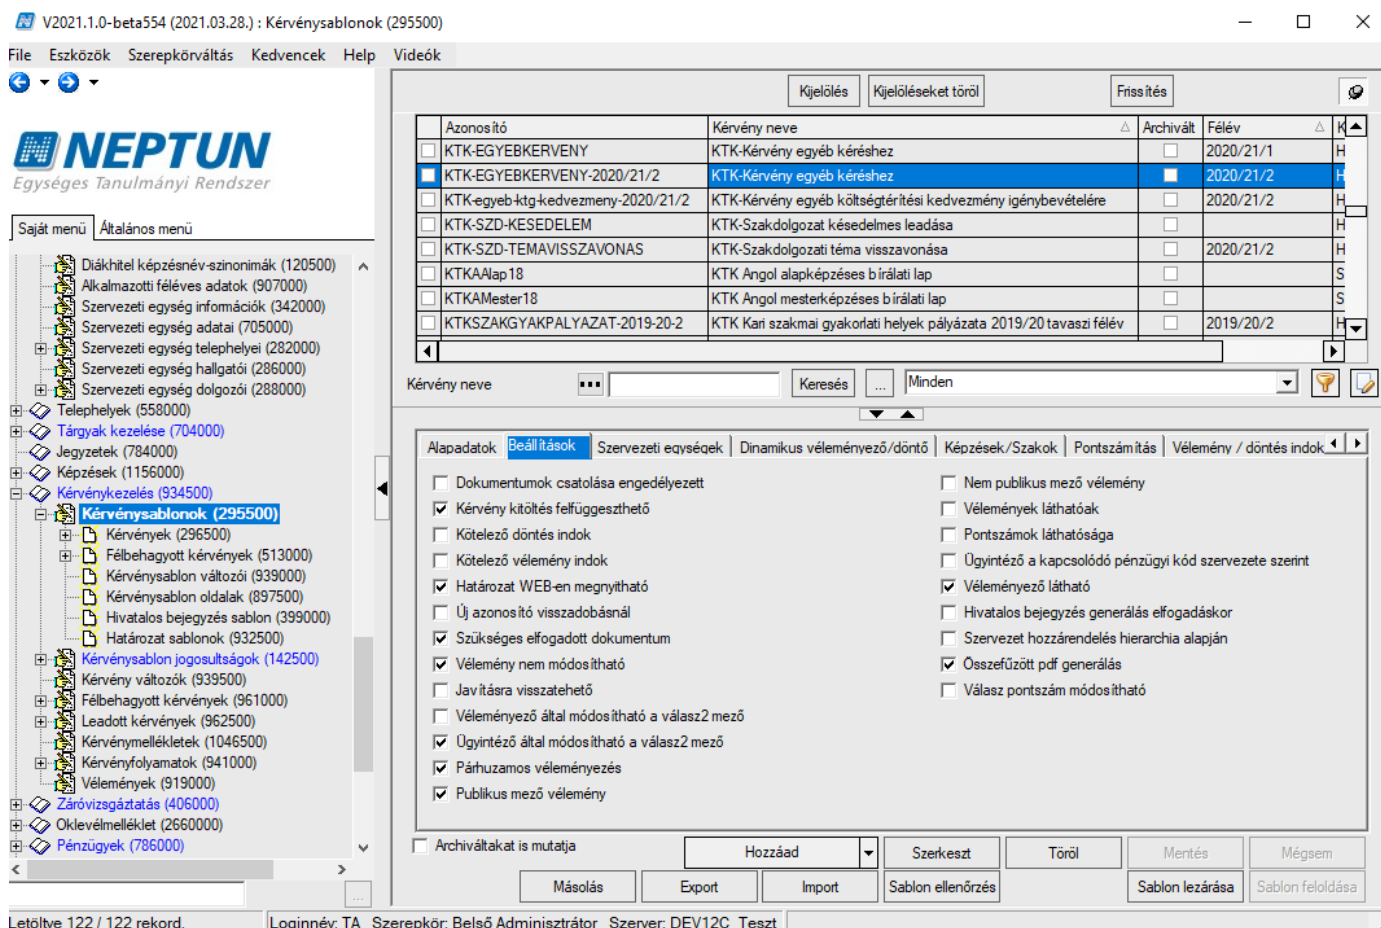 V2021.1.0-beta554 (2021.03.28.) : Kérvénysablonok (295500)
File Eszközök Szerepkörváltás Kedvencek Help Videók
NEPTUN
Egységes Tanulmányi Rendszer
Saját menü Általános menü
Diákhitel képzésnév-szinonimák (120500)
Alkalmazotti féléves adatok (907000)
Szervezeti egység információk (342000)
Szervezeti egység adatai (705000)
Szervezeti egység telephelyei (282000)
Szervezeti egység hallgatói (286000)
Szervezeti egység dolgozói (288000)
Telephelyek (558000)
Tárgyak kezelése (704000)
Jegyzetek (784000)
Képzések (1156000)
Kérvénykezelés (934500)
Kérvénysablonok (295500)
Kérvények (296500)
Félbehagyott kérvények (513000)
Kérvénysablon változói (939000)
Kérvénysablon oldalak (897500)
Hivatalos bejegyzés sablon (399000)
Határozat sablonok (932500)
Kérvénysablon jogosultságok (142500)
Kérvény változók (939500)
Félbehagyott kérvények (961000)
Leadott kérvények (962500)
Kérvénymellékletek (1046500)
Kérvényfolyamatok (941000)
Vélemények (919000)
Záróvizsgáztatás (406000)
Oklevélmelléklet (2660000)
Pénzügyek (786000)
...
Kijelölés Kijelöléseket töröl Frissítés
Azonosító Kérvény neve Archivált Félév K
KTK-EGYEBKERVENY KTK-Kérvény egyéb kéréshez 2020/21/1 H
KTK-EGYEBKERVENY-2020/21/2 KTK-Kérvény egyéb kéréshez 2020/21/2 H
KTK-egyeb-ktg-kedvezmeny-2020/21/2 KTK-Kérvény egyéb költségtérítési kedvezmény igénybevételére 2020/21/2 H
KTK-SZD-KESEDELEM KTK-Szakdolgozat késedelmes leadása H
KTK-SZD-TEMAVISSZAVONAS KTK-Szakdolgozati téma visszavonása 2020/21/2 H
KTKAAlap18 KTK Angol alapképzéses bírálati lap S
KTKAMester18 KTK Angol mesterképzéses bírálati lap S
KTKSZAKGYAKPALYAZAT-2019-20-2 KTK Kari szakmai gyakorlati helyek pályázata 2019/20 tavaszi félév 2019/20/2 H
Kérvény neve ... Keresés ... Minden
Alapadatok Beállítások Szervezeti egységek Dinamikus véleményező/döntő Képzések/Szakok Pontszámítás Vélemény / döntés indok
Dokumentumok csatolása engedélyezett
Kérvény kitöltés felfüggeszthető
Kötelező döntés indok
Kötelező vélemény indok
Határozat WEB-en megnyitható
Új azonosító visszadobásnál
Szükséges elfogadott dokumentum
Vélemény nem módosítható
Javításra visszatehető
Véleményező által módosítható a válasz2 mező
Ügyintéző által módosítható a válasz2 mező
Párhuzamos véleményezés
Publikus mező vélemény
Nem publikus mező vélemény
Vélemények láthatóak
Pontszámok láthatósága
Ügyintéző a kapcsolódó pénzügyi kód szervezete szerint
Véleményező látható
Hivatalos bejegyzés generálás elfogadáskor
Szervezet hozzárendelés hierarchia alapján
Összefűzött pdf generálás
Válasz pontszám módosítható
Archiváltakat is mutatja
Hozzáad Szerkeszt Töröl Mentés Mégsem
Másolás Export Import Sablon ellenőrzés Sablon lezárása Sablon feloldása
Letöltve 122 / 122 rekord. Loginnév: TA Szerepkör: Belső Adminisztrátor Szerver: DEV12C_Teszt